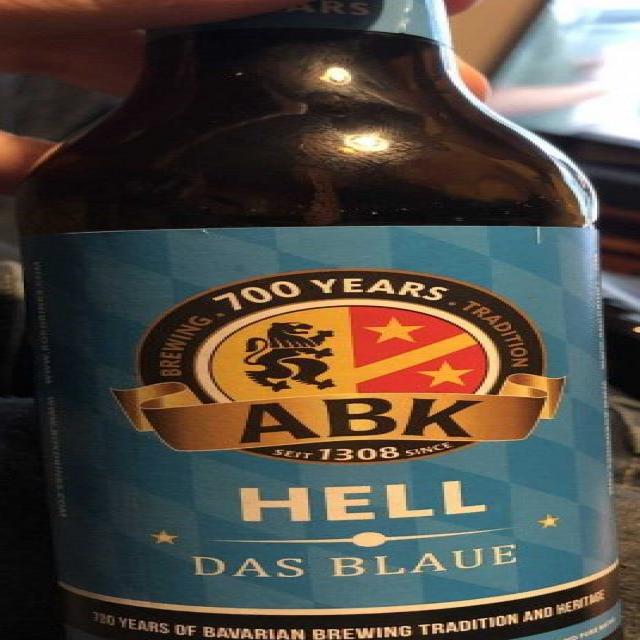 ARS
BREWING · 700 YEARS · TRADITION
ABK
SEIT 1308 SINCE
HELL
DAS BLAUE
700 YEARS OF BAVARIAN BREWING TRADITION AND HERITAGE